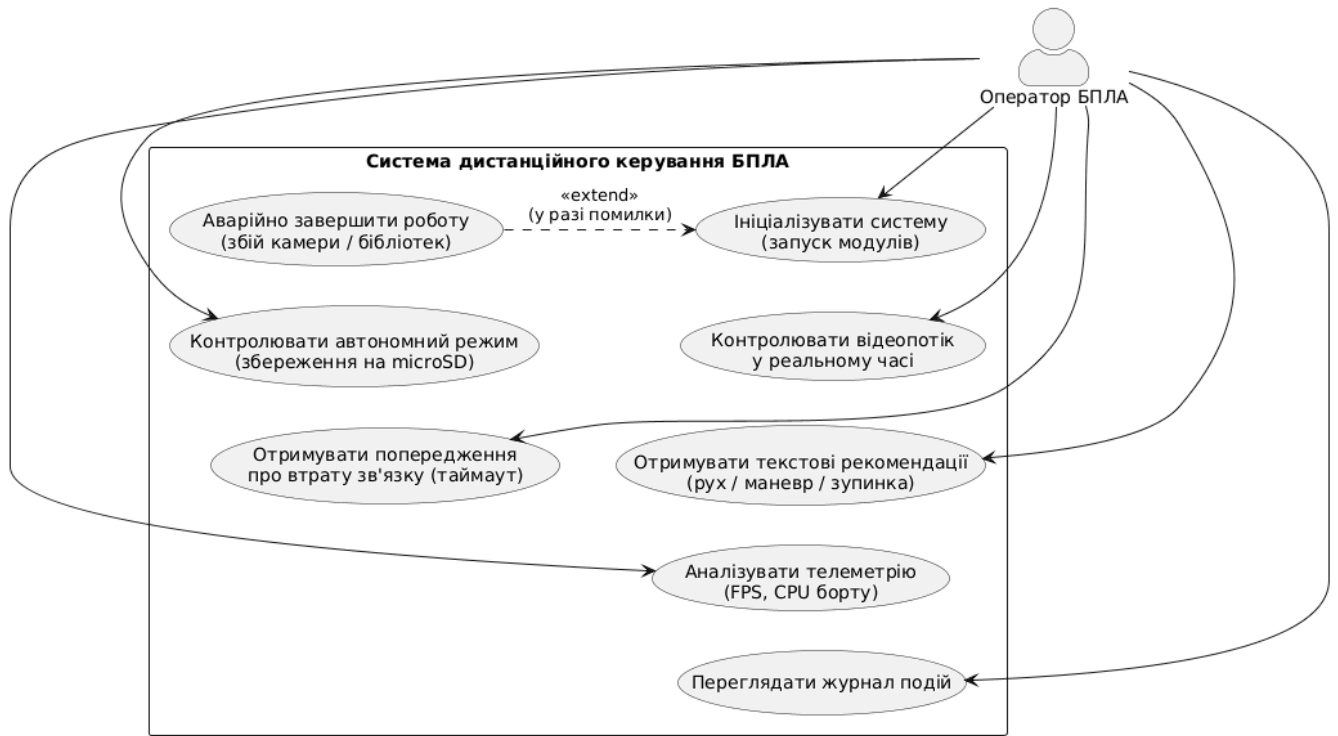 Оператор БПЛА
Система дистанційного керування БПЛА
Аварійно завершити роботу
(збій камери / бібліотек)
«extend»
(у разі помилки)
Ініціалізувати систему
(запуск модулів)
Контролювати автономний режим
(збереження на microSD)
Контролювати відеопотік
у реальному часі
Отримувати попередження
про втрату зв'язку (таймаут)
Отримувати текстові рекомендації
(рух / маневр / зупинка)
Аналізувати телеметрію
(FPS, CPU борту)
Переглядати журнал подій